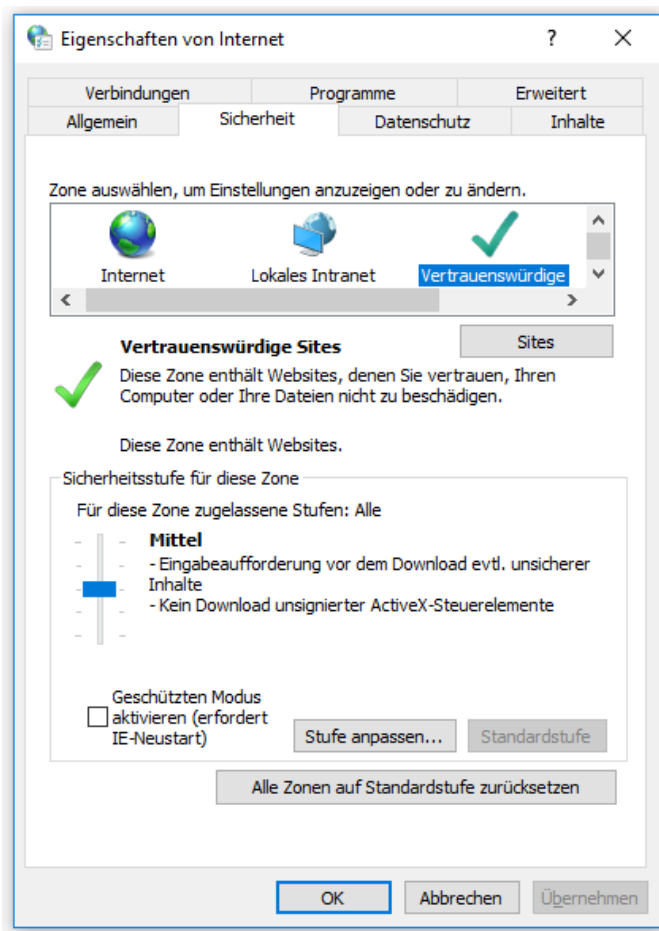 Eigenschaften von Internet
?
Verbindungen Programme Erweitert
Allgemein Sicherheit Datenschutz Inhalte
Zone auswählen, um Einstellungen anzuzeigen oder zu ändern.
Internet Lokales Intranet Vertrauenswürdige
Vertrauenswürdige Sites Sites
Diese Zone enthält Websites, denen Sie vertrauen, Ihren
Computer oder Ihre Dateien nicht zu beschädigen.
Diese Zone enthält Websites.
Sicherheitsstufe für diese Zone
Für diese Zone zugelassene Stufen: Alle
Mittel
- Eingabeaufforderung vor dem Download evtl. unsicherer
Inhalte
- Kein Download unsignierter ActiveX-Steuerelemente
Geschützten Modus
aktivieren (erfordert
IE-Neustart)
Stufe anpassen... Standardstufe
Alle Zonen auf Standardstufe zurücksetzen
OK Abbrechen Übernehmen